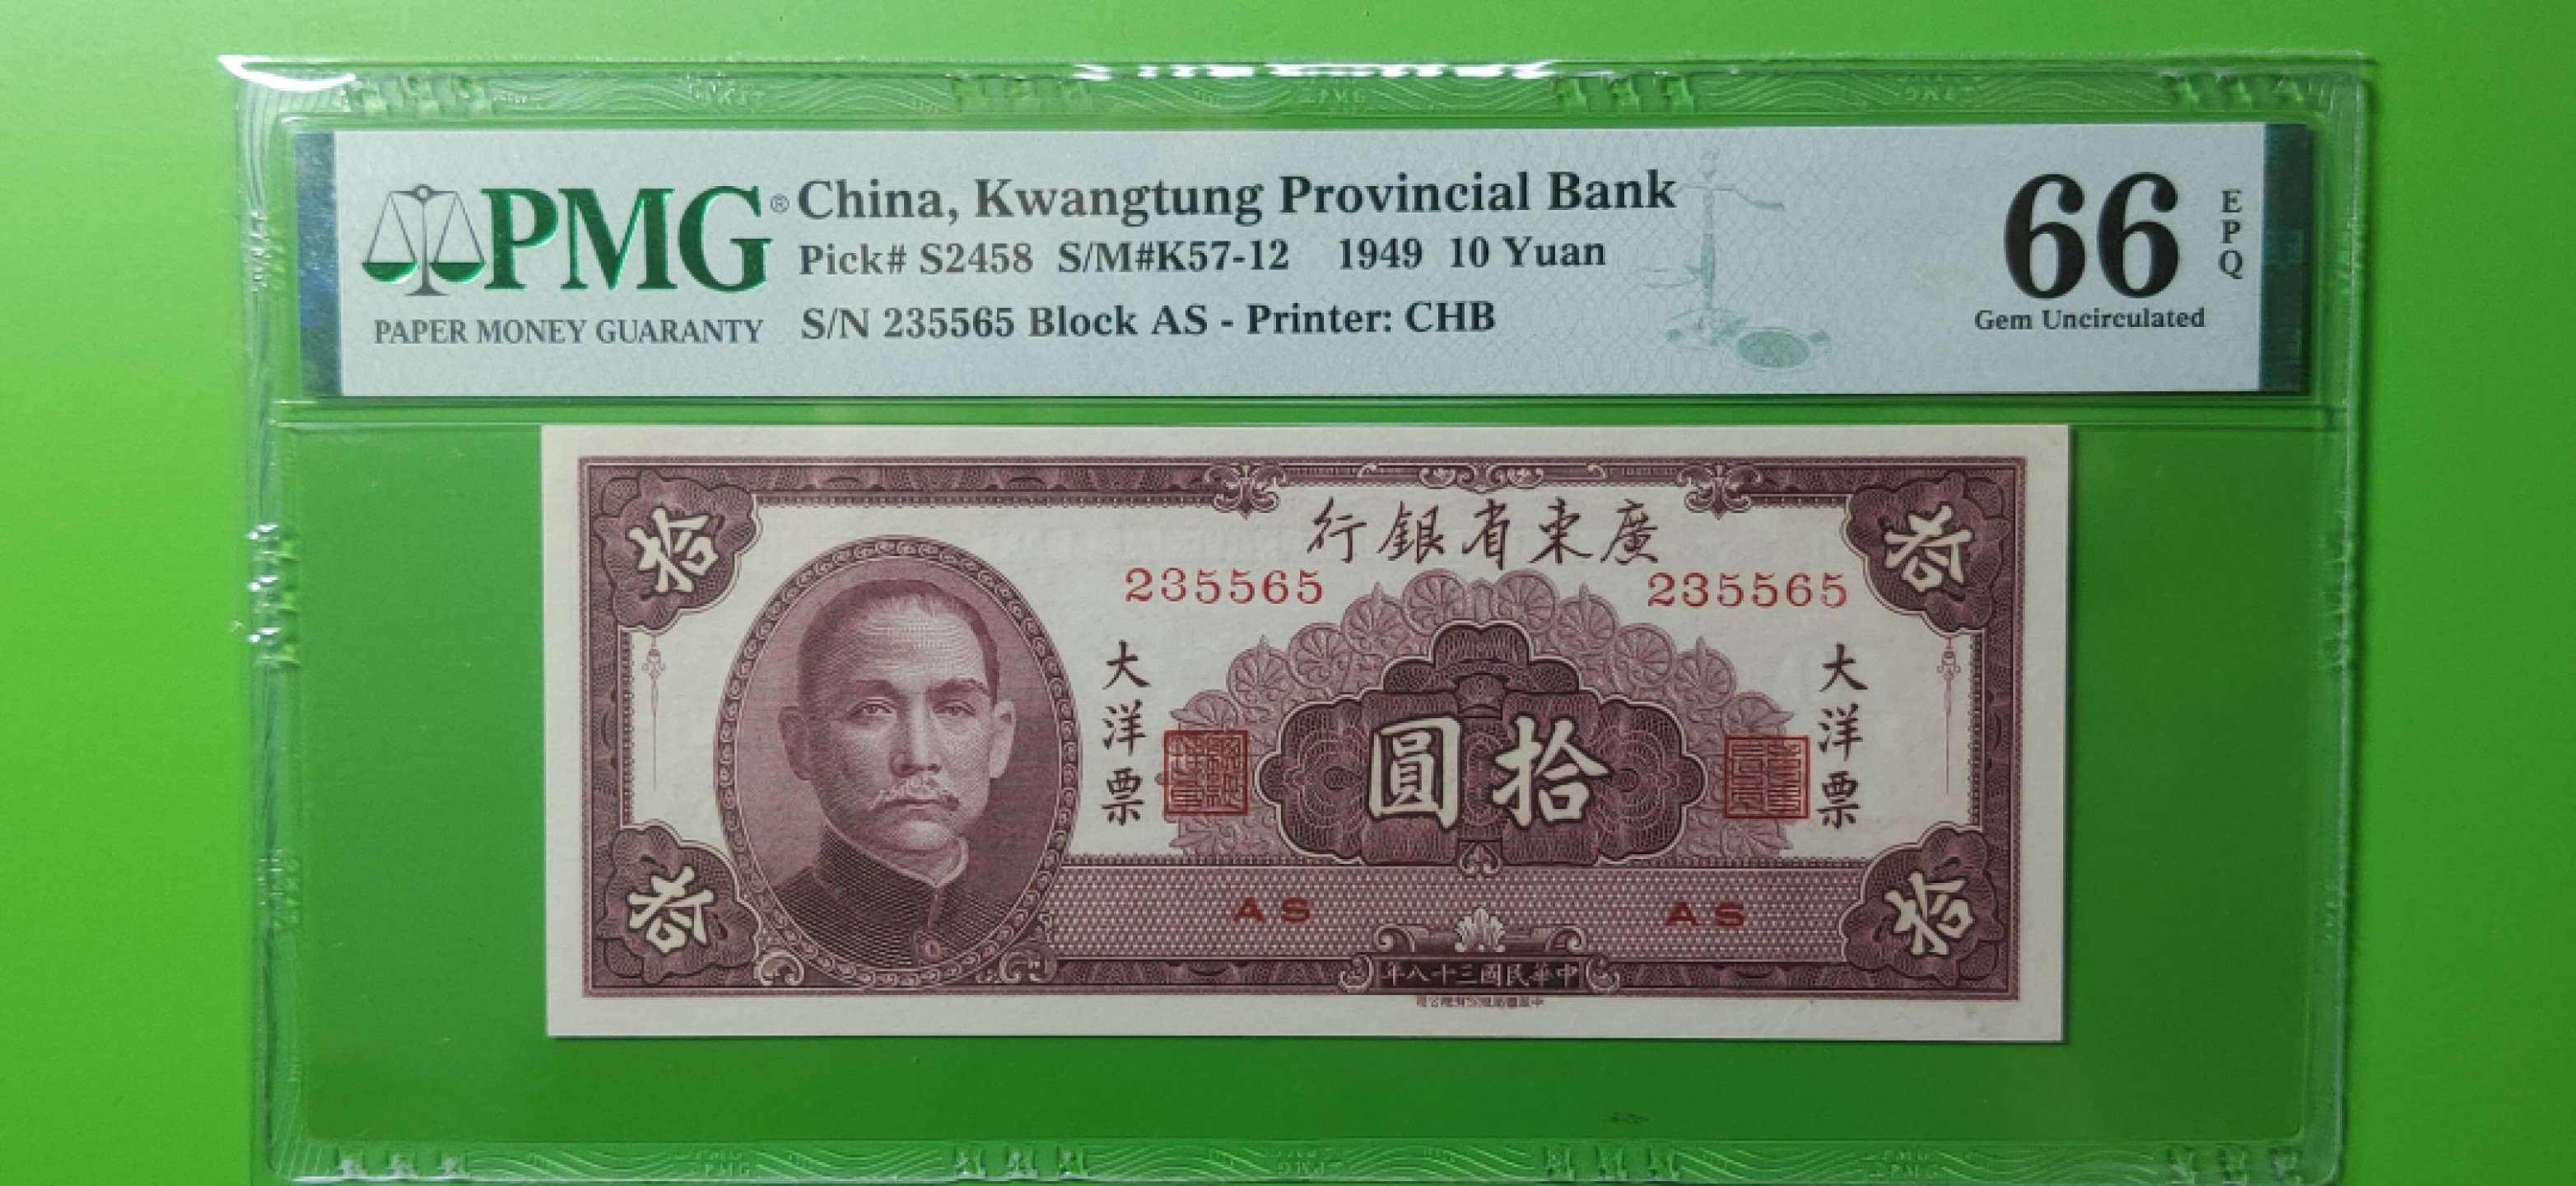 PMG®
PAPER MONEY GUARANTY
China, Kwangtung Provincial Bank
Pick# S2458 S/M#K57-12 1949 10 Yuan
S/N 235565 Block AS - Printer: CHB
66
EPQ
Gem Uncirculated
廣東省銀行
235565 235565
拾 拾
大洋票
拾圓
大洋票
AS AS
拾 拾
中華民國三十八年